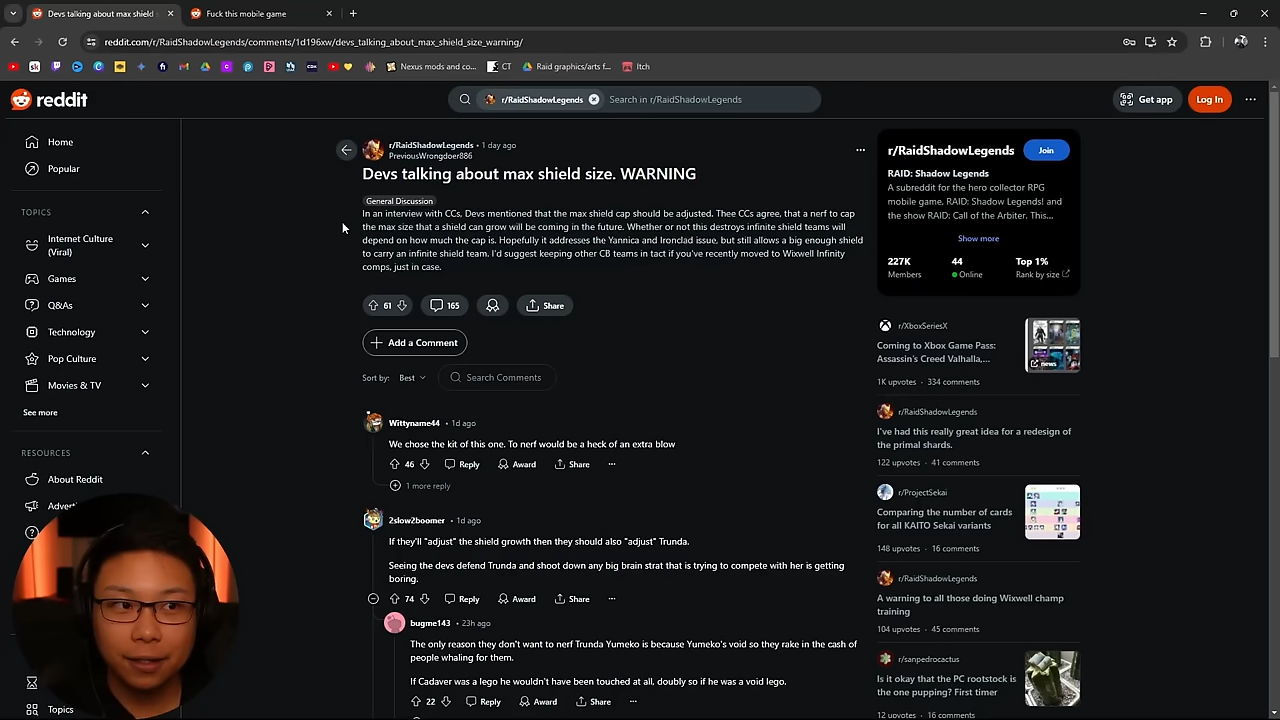 Devs talking about max shield s
Fuck this mobile game
reddit.com/r/RaidShadowLegends/comments/1d196xw/devs_talking_about_max_shield_size_warning/
Nexus mods and co...
CT
Raid graphics/arts f...
Itch
reddit
r/RaidShadowLegends
Search in r/RaidShadowLegends
Get app
Log In
Home
Popular
TOPICS
Internet Culture
(Viral)
Games
Q&As
Technology
Pop Culture
Movies & TV
See more
RESOURCES
About Reddit
Adverti
Topics
r/RaidShadowLegends • 1 day ago
PreviousWrongdoer886
Devs talking about max shield size. WARNING
General Discussion
In an interview with CCs, Devs mentioned that the max shield cap should be adjusted. Thee CCs agree, that a nerf to cap
the max size that a shield can grow will be coming in the future. Whether or not this destroys infinite shield teams will
depend on how much the cap is. Hopefully it addresses the Yannica and Ironclad issue, but still allows a big enough shield
to carry an infinite shield team. I'd suggest keeping other CB teams in tact if you've recently moved to Wixwell Infinity
comps, just in case.
61
165
Share
Add a Comment
Sort by: Best
Search Comments
Wittyname44 • 1d ago
We chose the kit of this one. To nerf would be a heck of an extra blow
46 Reply Award Share
1 more reply
2slow2boomer • 1d ago
If they'll "adjust" the shield growth then they should also "adjust" Trunda.
Seeing the devs defend Trunda and shoot down any big brain strat that is trying to compete with her is getting
boring.
74 Reply Award Share
bugme143 • 23h ago
The only reason they don't want to nerf Trunda Yumeko is because Yumeko's void so they rake in the cash of
people whaling for them.
If Cadaver was a lego he wouldn't have been touched at all, doubly so if he was a void lego.
22 Reply Award Share
r/RaidShadowLegends
Join
RAID: Shadow Legends
A subreddit for the hero collector RPG
mobile game, RAID: Shadow Legends! and
the show RAID: Call of the Arbiter. This...
Show more
227K
Members
44
Online
Top 1%
Rank by size
r/XboxSeriesX
Coming to Xbox Game Pass:
Assassin's Creed Valhalla,...
news
1K upvotes • 334 comments
r/RaidShadowLegends
I've had this really great idea for a redesign of
the primal shards.
122 upvotes • 41 comments
r/ProjectSekai
Comparing the number of cards
for all KAITO Sekai variants
148 upvotes • 16 comments
r/RaidShadowLegends
A warning to all those doing Wixwell champ
training
104 upvotes • 45 comments
r/sanpedrocactus
Is it okay that the PC rootstock is
the one pupping? First timer
12 upvotes • 16 comments